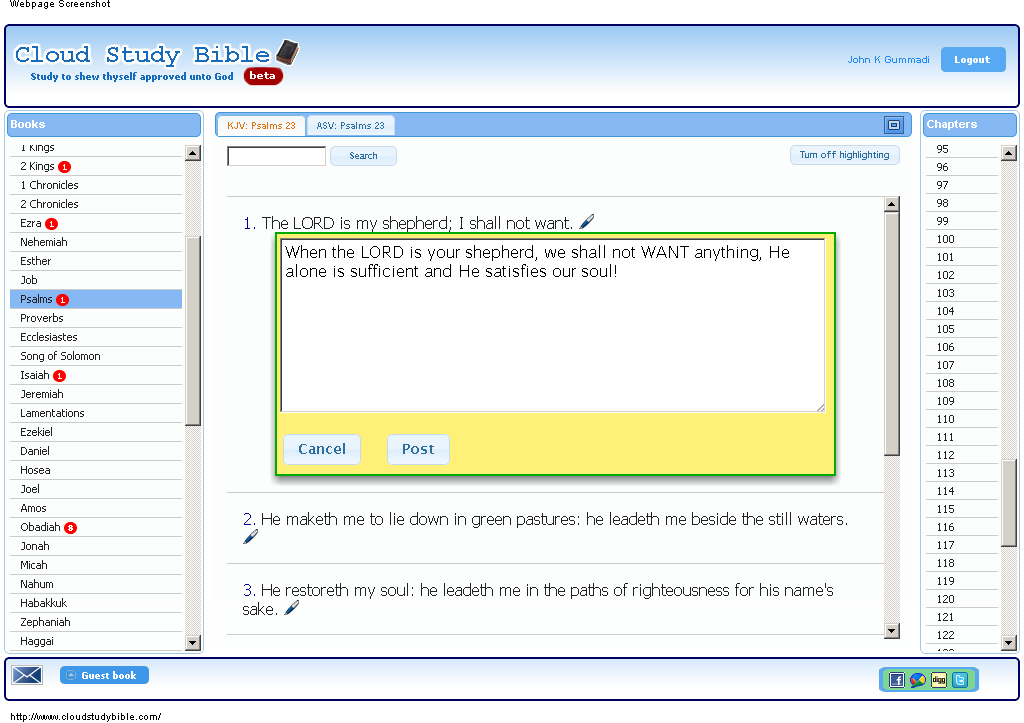 Webpage Screenshot
Cloud Study Bible
Study to shew thyself approved unto God
beta
John K Gummadi
Logout
Books
1 Kings
2 Kings 1
1 Chronicles
2 Chronicles
Ezra 1
Nehemiah
Esther
Job
Psalms 1
Proverbs
Ecclesiastes
Song of Solomon
Isaiah 1
Jeremiah
Lamentations
Ezekiel
Daniel
Hosea
Joel
Amos
Obadiah 8
Jonah
Micah
Nahum
Habakkuk
Zephaniah
Haggai
KJV: Psalms 23
ASV: Psalms 23
Search
Turn off highlighting
1. The LORD is my shepherd; I shall not want.
When the LORD is your shepherd, we shall not WANT anything, He
alone is sufficient and He satisfies our soul!
Cancel
Post
2. He maketh me to lie down in green pastures: he leadeth me beside the still waters.
3. He restoreth my soul: he leadeth me in the paths of righteousness for his name's
sake.
Chapters
95
96
97
98
99
100
101
102
103
104
105
106
107
108
109
110
111
112
113
114
115
116
117
118
119
120
121
122
Guest book
digg
http://www.cloudstudybible.com/